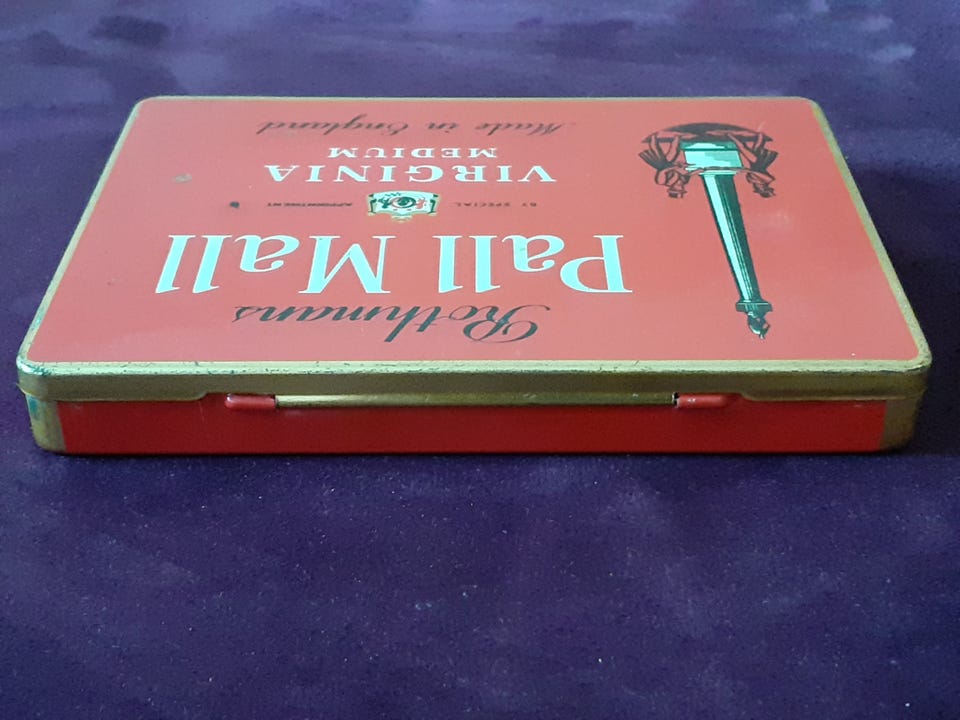 Rothmans
Pall Mall
BY SPECIAL APPOINTMENT
VIRGINIA
MEDIUM
Made in England